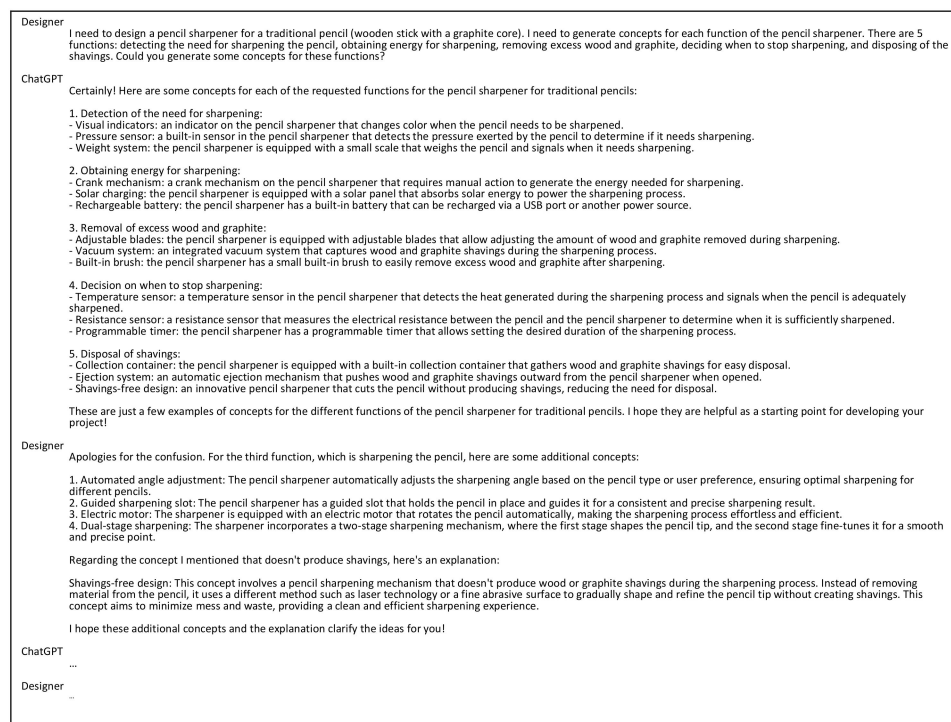 Designer
I need to design a pencil sharpener for a traditional pencil (wooden stick with a graphite core). I need to generate concepts for each function of the pencil sharpener. There are 5
functions: detecting the need for sharpening the pencil, obtaining energy for sharpening, removing excess wood and graphite, deciding when to stop sharpening, and disposing of the
shavings. Could you generate some concepts for these functions?
ChatGPT
Certainly! Here are some concepts for each of the requested functions for the pencil sharpener for traditional pencils:
1. Detection of the need for sharpening:
- Visual indicators: an indicator on the pencil sharpener that changes color when the pencil needs to be sharpened.
- Pressure sensor: a built-in sensor in the pencil sharpener that detects the pressure exerted by the pencil to determine if it needs sharpening.
- Weight system: the pencil sharpener is equipped with a small scale that weighs the pencil and signals when it needs sharpening.
2. Obtaining energy for sharpening:
- Crank mechanism: a crank mechanism on the pencil sharpener that requires manual action to generate the energy needed for sharpening.
- Solar charging: the pencil sharpener is equipped with a solar panel that absorbs solar energy to power the sharpening process.
- Rechargeable battery: the pencil sharpener has a built-in battery that can be recharged via a USB port or another power source.
3. Removal of excess wood and graphite:
- Adjustable blades: the pencil sharpener is equipped with adjustable blades that allow adjusting the amount of wood and graphite removed during sharpening.
- Vacuum system: an integrated vacuum system that captures wood and graphite shavings during the sharpening process.
- Built-in brush: the pencil sharpener has a small built-in brush to easily remove excess wood and graphite after sharpening.
4. Decision on when to stop sharpening:
- Temperature sensor: a temperature sensor in the pencil sharpener that detects the heat generated during the sharpening process and signals when the pencil is adequately
sharpened.
- Resistance sensor: a resistance sensor that measures the electrical resistance between the pencil and the pencil sharpener to determine when it is sufficiently sharpened.
- Programmable timer: the pencil sharpener has a programmable timer that allows setting the desired duration of the sharpening process.
5. Disposal of shavings:
- Collection container: the pencil sharpener is equipped with a built-in collection container that gathers wood and graphite shavings for easy disposal.
- Ejection system: an automatic ejection mechanism that pushes wood and graphite shavings outward from the pencil sharpener when opened.
- Shavings-free design: an innovative pencil sharpener that cuts the pencil without producing shavings, reducing the need for disposal.
These are just a few examples of concepts for the different functions of the pencil sharpener for traditional pencils. I hope they are helpful as a starting point for developing your
project!
Designer
Apologies for the confusion. For the third function, which is sharpening the pencil, here are some additional concepts:
1. Automated angle adjustment: The pencil sharpener automatically adjusts the sharpening angle based on the pencil type or user preference, ensuring optimal sharpening for
different pencils.
2. Guided sharpening slot: The pencil sharpener has a guided slot that holds the pencil in place and guides it for a consistent and precise sharpening result.
3. Electric motor: The sharpener is equipped with an electric motor that rotates the pencil automatically, making the sharpening process effortless and efficient.
4. Dual-stage sharpening: The sharpener incorporates a two-stage sharpening mechanism, where the first stage shapes the pencil tip, and the second stage fine-tunes it for a smooth
and precise point.
Regarding the concept I mentioned that doesn't produce shavings, here's an explanation:
Shavings-free design: This concept involves a pencil sharpening mechanism that doesn't produce wood or graphite shavings during the sharpening process. Instead of removing
material from the pencil, it uses a different method such as laser technology or a fine abrasive surface to gradually shape and refine the pencil tip without creating shavings. This
concept aims to minimize mess and waste, providing a clean and efficient sharpening experience.
I hope these additional concepts and the explanation clarify the ideas for you!
ChatGPT
...
Designer
...